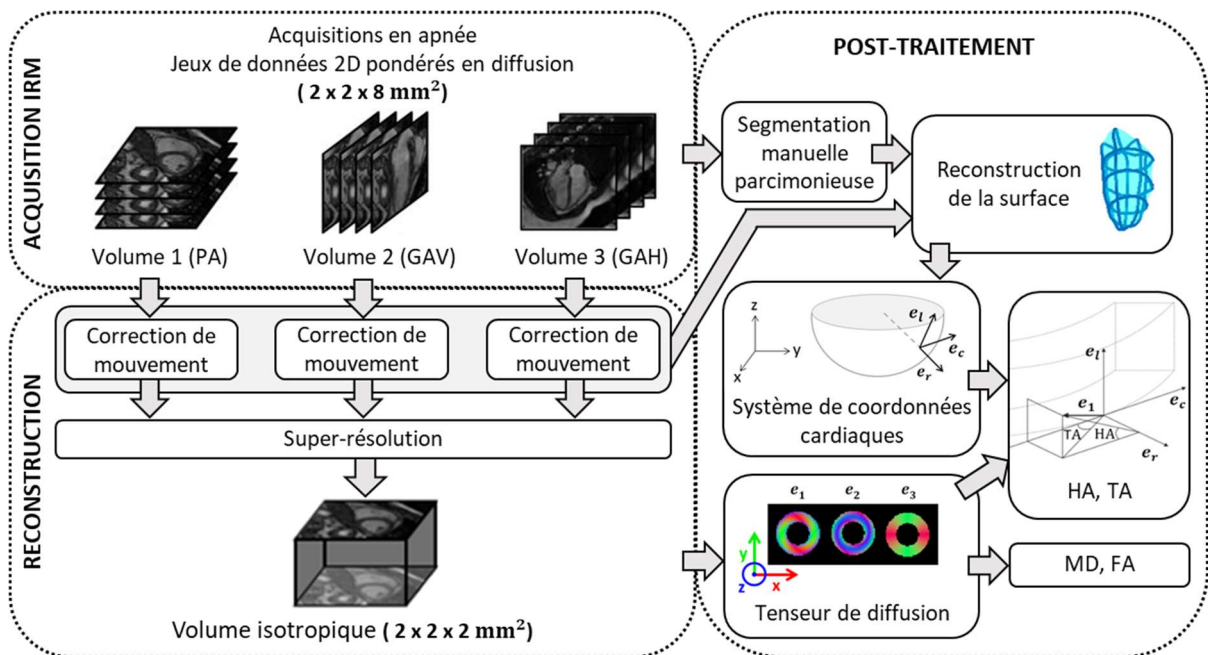 ACQUISITION IRM
Acquisitions en apnée
Jeux de données 2D pondérés en diffusion
( 2 x 2 x 8 mm²)
Volume 1 (PA)
Volume 2 (GAV)
Volume 3 (GAH)
RECONSTRUCTION
Correction de
mouvement
Correction de
mouvement
Correction de
mouvement
Super-résolution
Volume isotropique ( 2 x 2 x 2 mm²)
POST-TRAITEMENT
Segmentation
manuelle
parcimonieuse
Reconstruction
de la surface
z
y
x
e_l
e_c
e_r
Système de coordonnées
cardiaques
e_l
e_1
e_c
TA
HA
e_r
HA, TA
e_1
e_2
e_3
y
z
x
Tenseur de diffusion
MD, FA